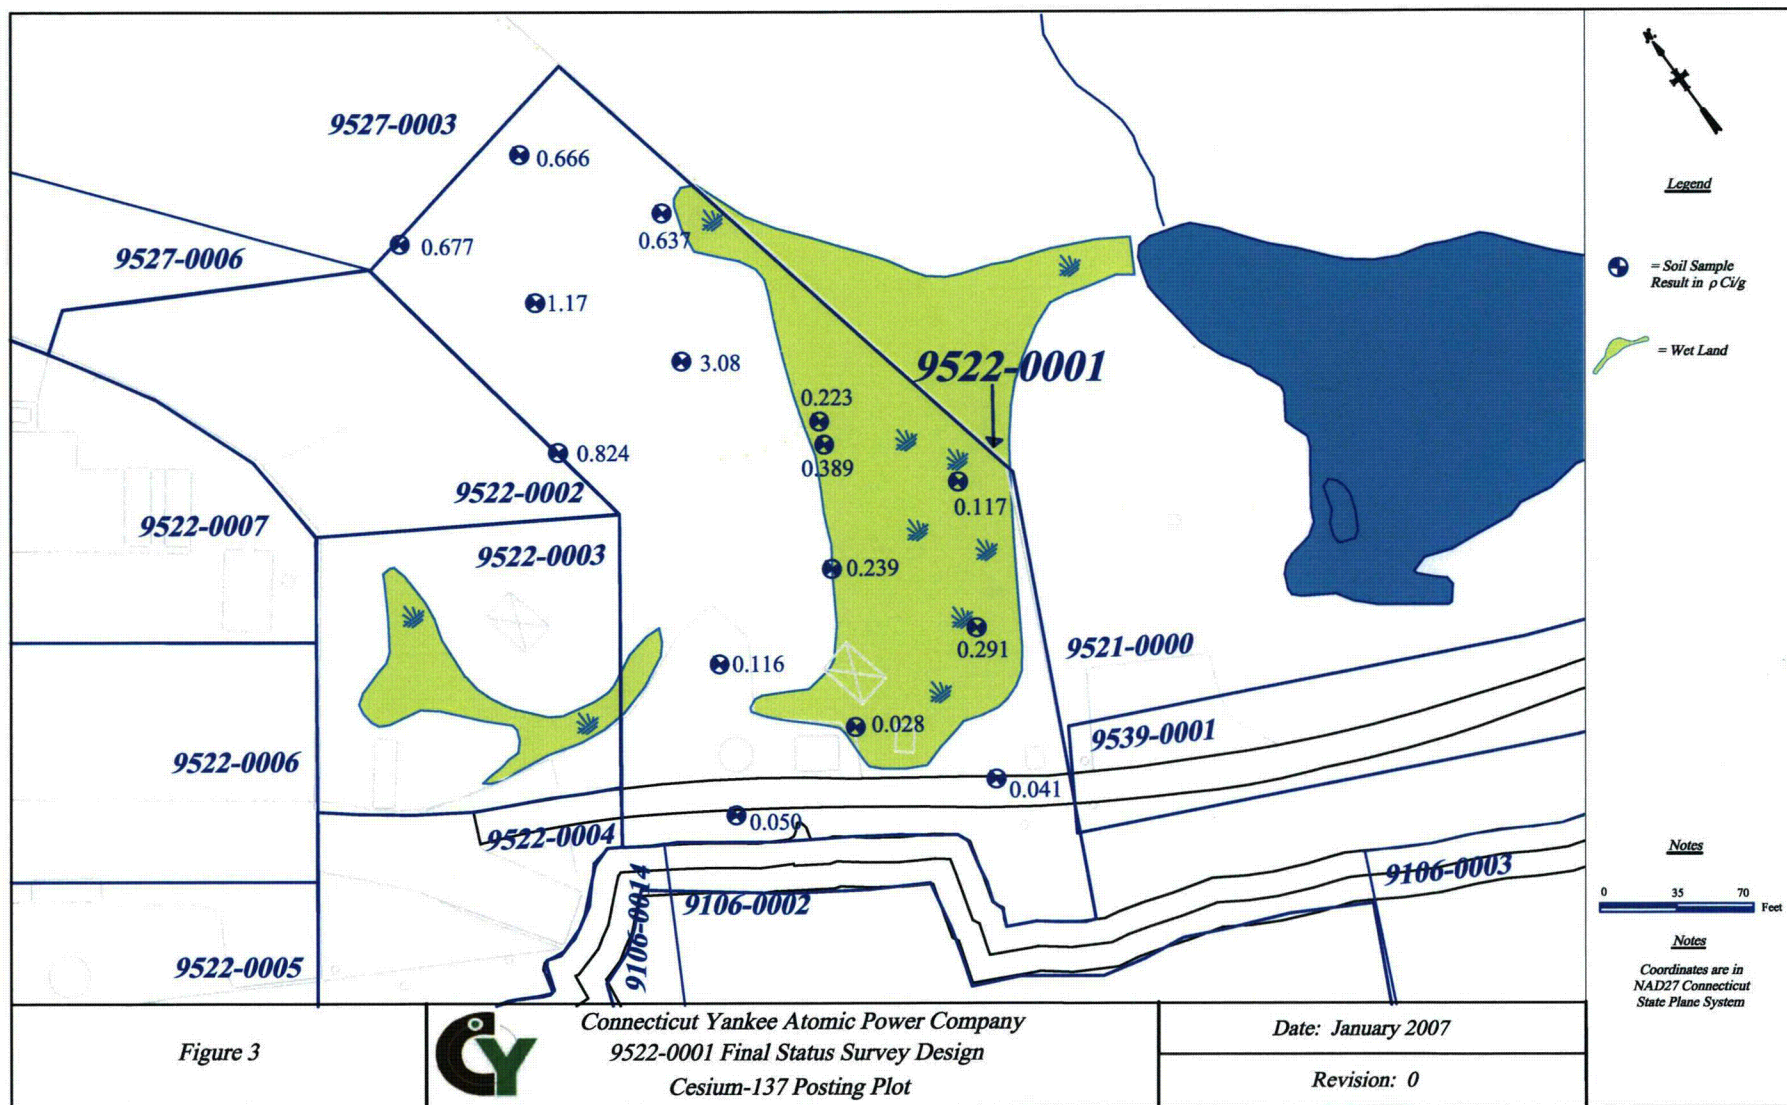 9527-0003
0.666
N
Legend
0.637
0.677
9527-0006
= Soil Sample
Result in ρ Ci/g
1.17
3.08
9522-0001
= Wet Land
0.223
0.389
0.824
9522-0002
0.117
9522-0007
9522-0003
0.239
0.291
9521-0000
0.116
0.028
9539-0001
9522-0006
0.041
0.050
9522-0004
Notes
9106-0003
0 35 70
Feet
9106-0014
9106-0002
Notes
9522-0005
Coordinates are in
NAD27 Connecticut
State Plane System
Figure 3
CY
Connecticut Yankee Atomic Power Company
9522-0001 Final Status Survey Design
Cesium-137 Posting Plot
Date: January 2007
Revision: 0